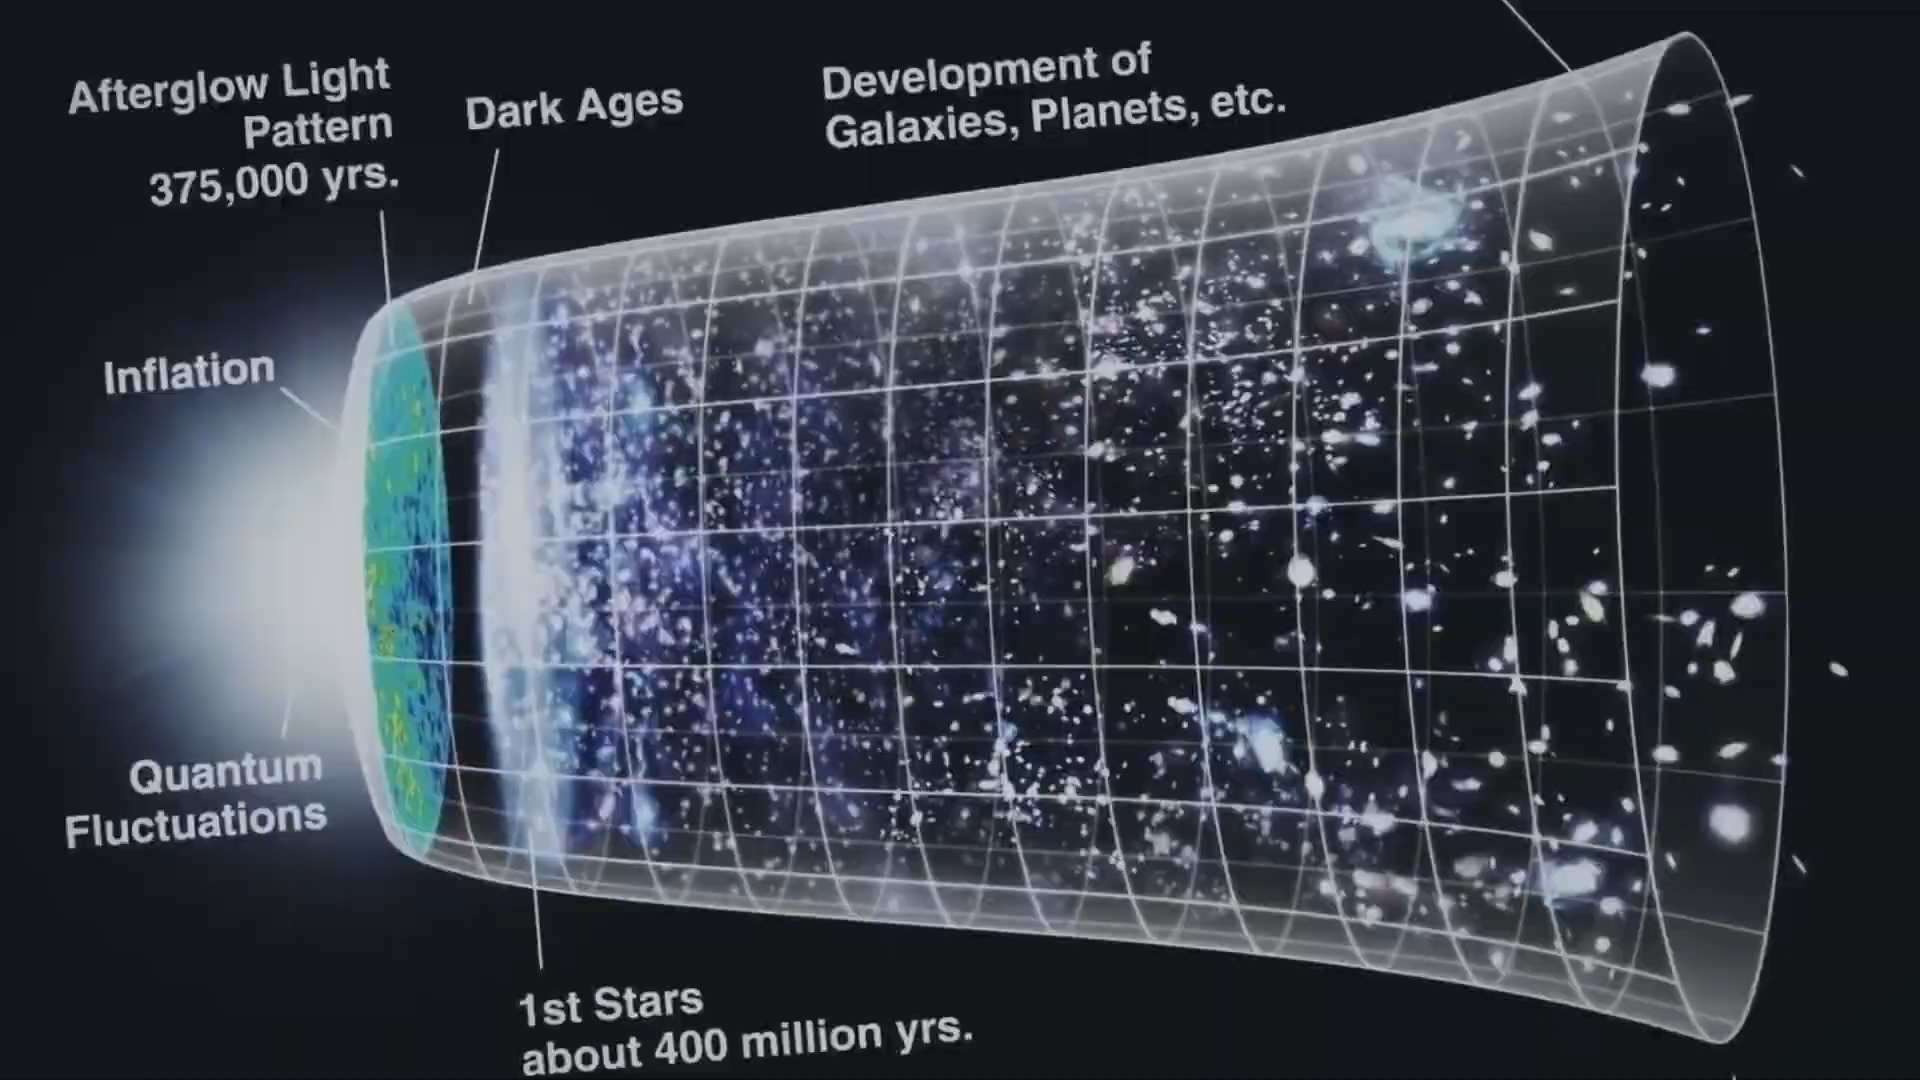 Afterglow Light
Pattern
375,000 yrs.
Dark Ages
Development of
Galaxies, Planets, etc.
Inflation
Quantum
Fluctuations
1st Stars
about 400 million yrs.